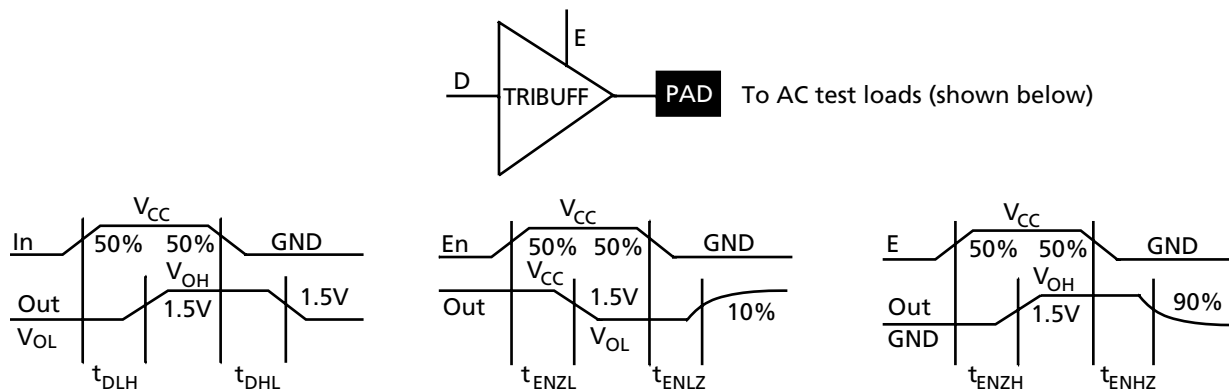 E
D
TRIBUFF
PAD
To AC test loads (shown below)
In
VCC
50%
50%
GND
Out
VOL
VOH
1.5V
1.5V
tDLH
tDHL
En
VCC
50%
50%
GND
Out
VCC
1.5V
VOL
10%
tENZL
tENLZ
E
VCC
50%
50%
GND
Out
GND
VOH
1.5V
90%
tENZH
tENHZ